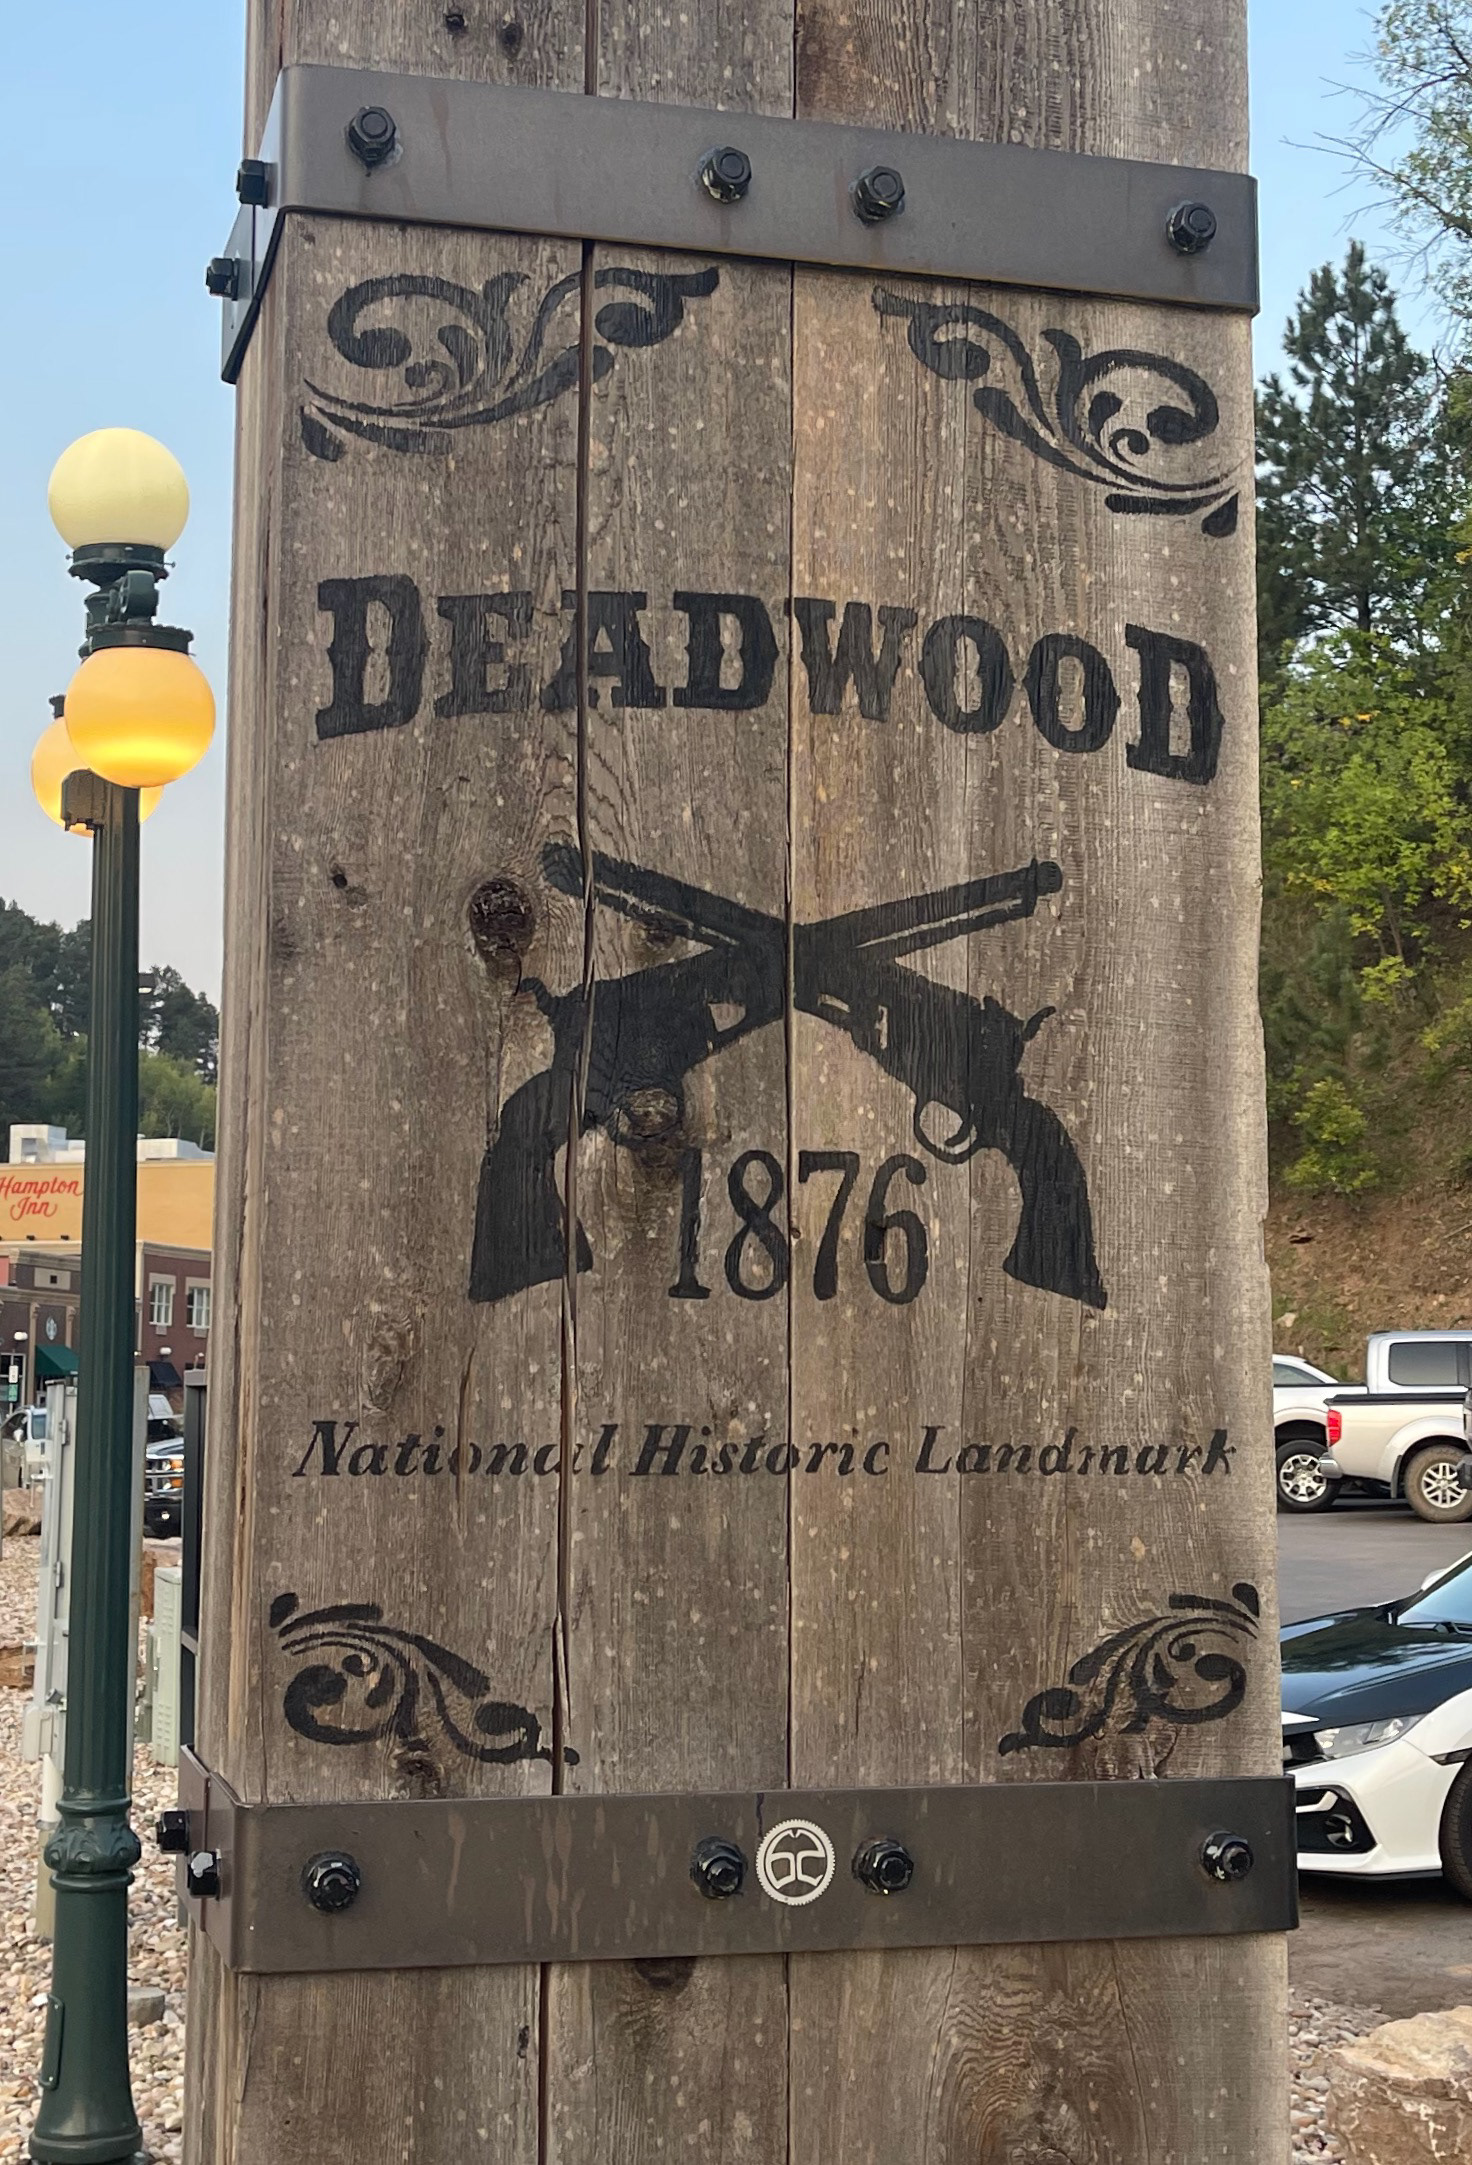 DEADWOOD
1876
National Historic Landmark
Hampton
Inn